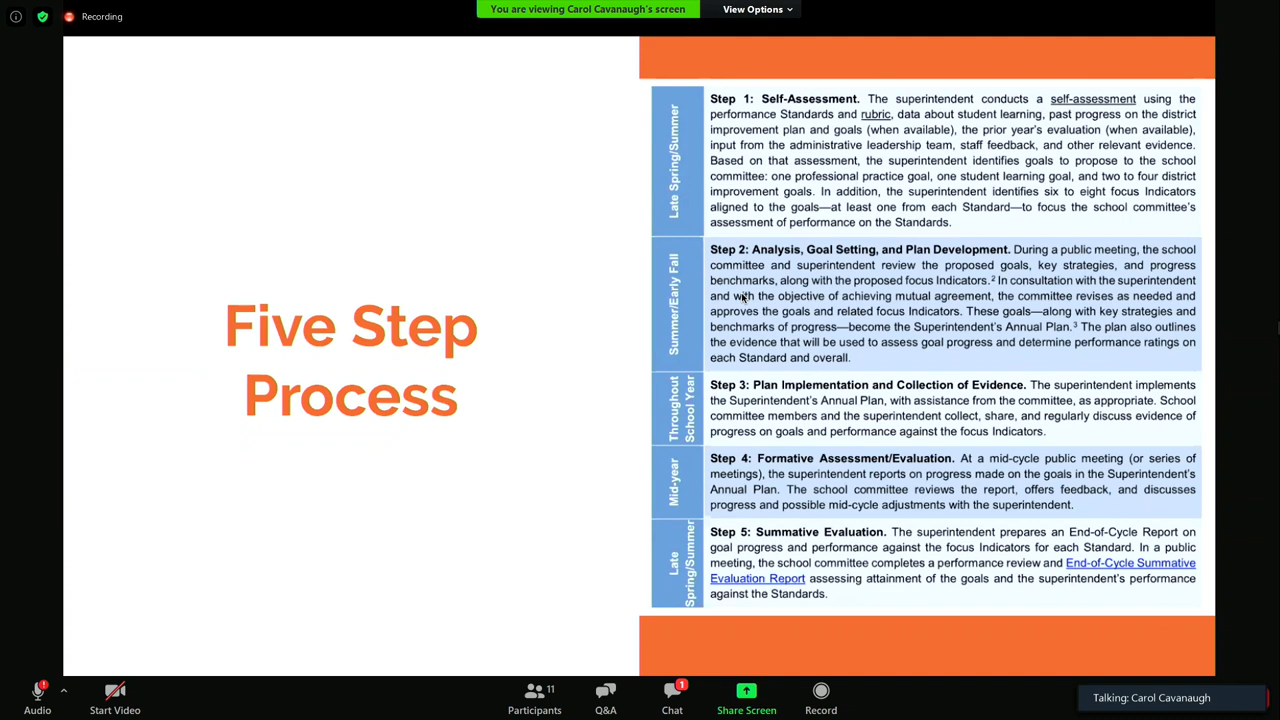 Recording
You are viewing Carol Cavanaugh's screen
View Options
Five Step
Process
Late Spring/Summer
Step 1: Self-Assessment. The superintendent conducts a self-assessment using the
performance Standards and rubric, data about student learning, past progress on the district
improvement plan and goals (when available), the prior year's evaluation (when available),
input from the administrative leadership team, staff feedback, and other relevant evidence.
Based on that assessment, the superintendent identifies goals to propose to the school
committee: one professional practice goal, one student learning goal, and two to four district
improvement goals. In addition, the superintendent identifies six to eight focus Indicators
aligned to the goals—at least one from each Standard—to focus the school committee's
assessment of performance on the Standards.
Summer/Early Fall
Step 2: Analysis, Goal Setting, and Plan Development. During a public meeting, the school
committee and superintendent review the proposed goals, key strategies, and progress
benchmarks, along with the proposed focus Indicators.² In consultation with the superintendent
and with the objective of achieving mutual agreement, the committee revises as needed and
approves the goals and related focus Indicators. These goals—along with key strategies and
benchmarks of progress—become the Superintendent's Annual Plan.³ The plan also outlines
the evidence that will be used to assess goal progress and determine performance ratings on
each Standard and overall.
Throughout
School Year
Step 3: Plan Implementation and Collection of Evidence. The superintendent implements
the Superintendent's Annual Plan, with assistance from the committee, as appropriate. School
committee members and the superintendent collect, share, and regularly discuss evidence of
progress on goals and performance against the focus Indicators.
Mid-year
Step 4: Formative Assessment/Evaluation. At a mid-cycle public meeting (or series of
meetings), the superintendent reports on progress made on the goals in the Superintendent's
Annual Plan. The school committee reviews the report, offers feedback, and discusses
progress and possible mid-cycle adjustments with the superintendent.
Late
Spring/Summer
Step 5: Summative Evaluation. The superintendent prepares an End-of-Cycle Report on
goal progress and performance against the focus Indicators for each Standard. In a public
meeting, the school committee completes a performance review and End-of-Cycle Summative
Evaluation Report assessing attainment of the goals and the superintendent's performance
against the Standards.
Audio
Start Video
11
Participants
Q&A
1
Chat
Share Screen
Record
Talking: Carol Cavanaugh